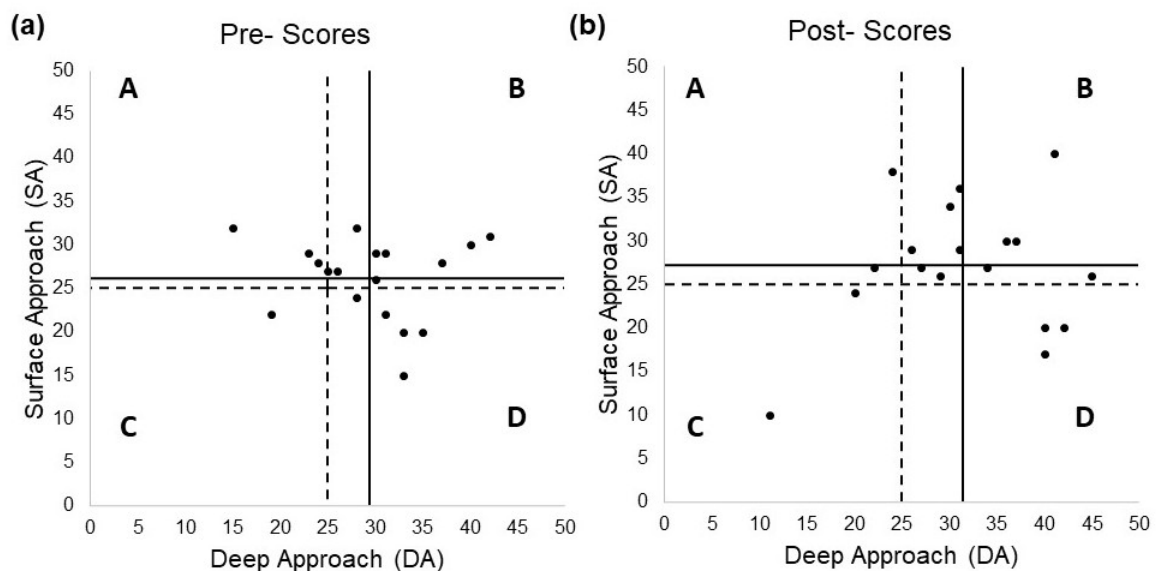 (a)
Pre- Scores
A
B
C
D
Surface Approach (SA)
50
45
40
35
30
25
20
15
10
5
0
0 5 10 15 20 25 30 35 40 45 50
Deep Approach (DA)
(b)
Post- Scores
A
B
C
D
Surface Approach (SA)
50
45
40
35
30
25
20
15
10
5
0
0 5 10 15 20 25 30 35 40 45 50
Deep Approach (DA)